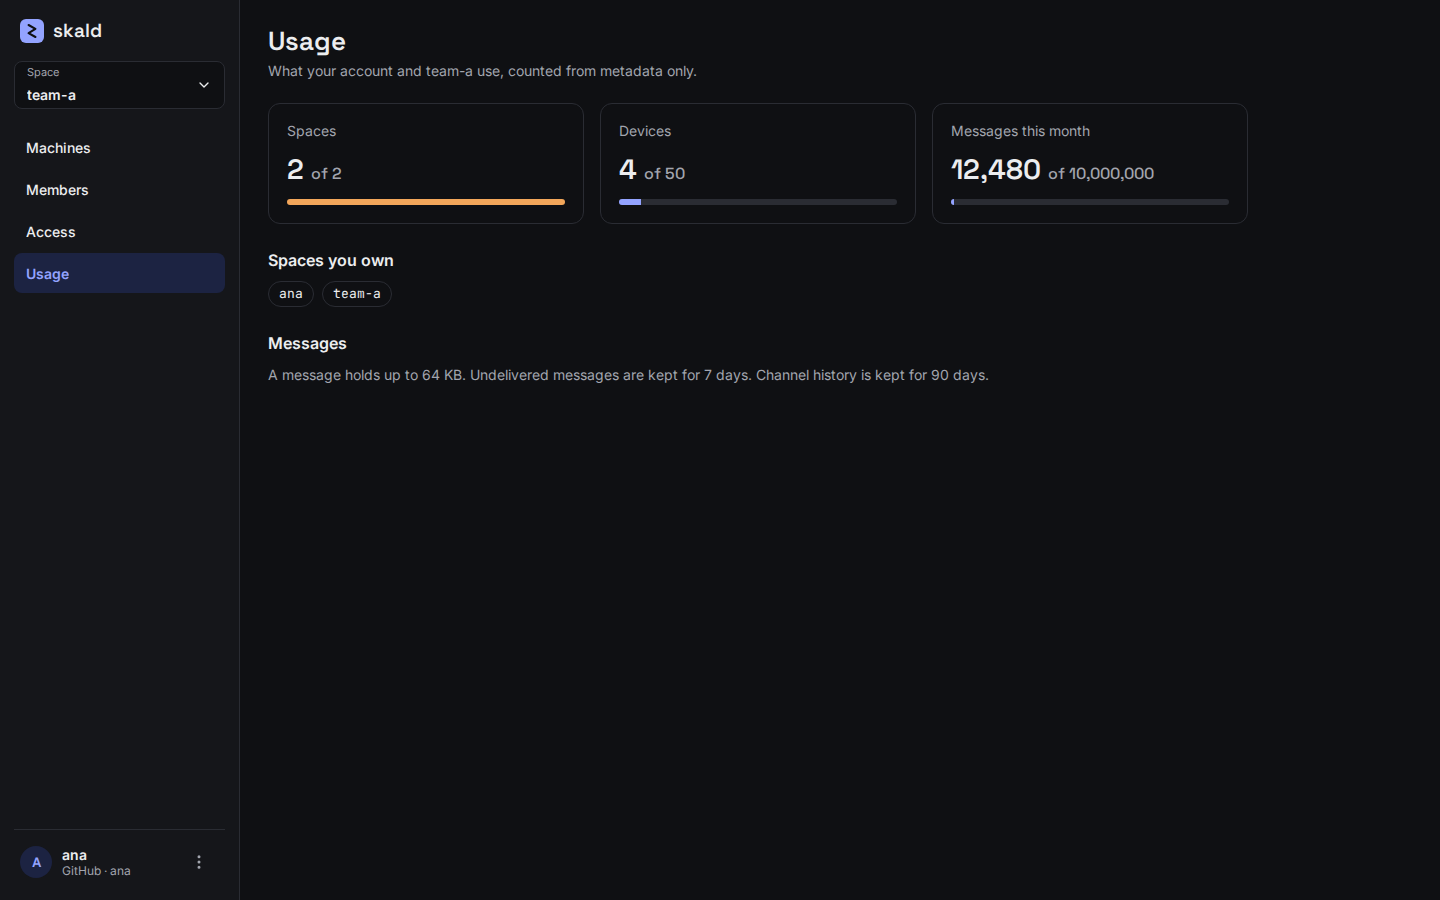 skald
Space
team-a
Machines
Members
Access
Usage
A
ana
GitHub · ana
Usage
What your account and team-a use, counted from metadata only.
Spaces
2 of 2
Devices
4 of 50
Messages this month
12,480 of 10,000,000
Spaces you own
ana
team-a
Messages
A message holds up to 64 KB. Undelivered messages are kept for 7 days. Channel history is kept for 90 days.